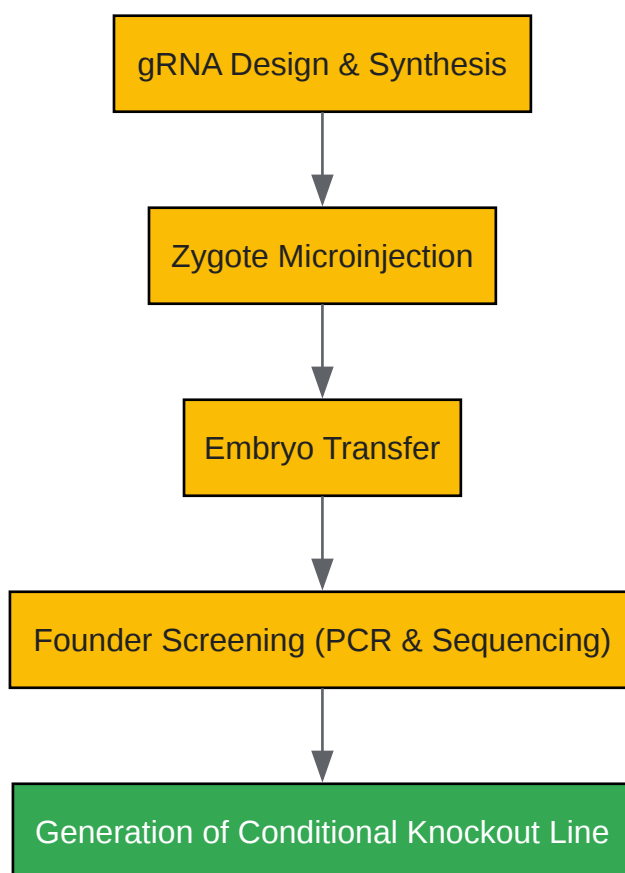 gRNA Design & Synthesis
Zygote Microinjection
Embryo Transfer
Founder Screening (PCR & Sequencing)
Generation of Conditional Knockout Line